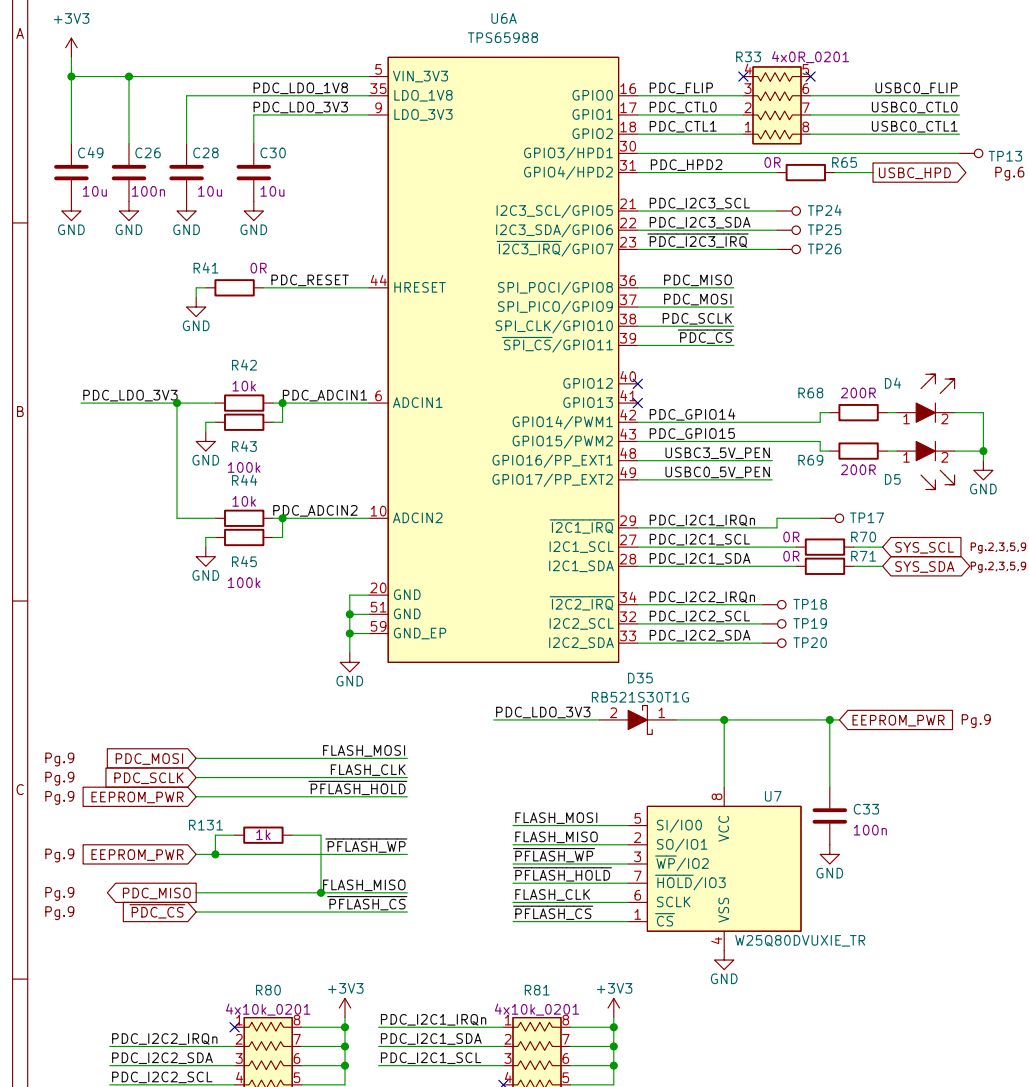 A
+3V3
U6A
TPS65988
R33 4x0R_0201
5 VIN_3V3
PDC_LDO_1V8 35 LDO_1V8
PDC_LDO_3V3 9 LDO_3V3
4 5
GPIO0 16 PDC_FLIP 3 6 USBC0_FLIP
GPIO1 17 PDC_CTL0 2 7 USBC0_CTL0
GPIO2 18 PDC_CTL1 1 8 USBC0_CTL1
C49 C26 C28 C30
10u 100n 10u 10u
GND GND GND GND
GPIO3/HPD1 30 TP13
GPIO4/HPD2 31 PDC_HPD2 0R R65 USBC_HPD Pg.6
I2C3_SCL/GPIO5 21 PDC_I2C3_SCL TP24
I2C3_SDA/GPIO6 22 PDC_I2C3_SDA TP25
I2C3_IRQ/GPIO7 23 PDC_I2C3_IRQ TP26
R41 0R PDC_RESET 44 HRESET
GND
SPI_POCI/GPIO8 36 PDC_MISO
SPI_PICO/GPIO9 37 PDC_MOSI
SPI_CLK/GPIO10 38 PDC_SCLK
SPI_CS/GPIO11 39 PDC_CS
B
R42
10k
PDC_LDO_3V3 PDC_ADCIN1 6 ADCIN1
R43
100k
GND
GPIO12 40
GPIO13 41
GPIO14/PWM1 42 PDC_GPIO14 R68 200R 1 2 D4
GPIO15/PWM2 43 PDC_GPIO15 R69 200R 1 2 D5
GND
GPIO16/PP_EXT1 48 USBC3_5V_PEN
GPIO17/PP_EXT2 49 USBC0_5V_PEN
R44
10k
PDC_ADCIN2 10 ADCIN2
R45
100k
GND
I2C1_IRQ 29 PDC_I2C1_IRQn TP17
I2C1_SCL 27 PDC_I2C1_SCL 0R R70 SYS_SCL Pg.2,3,5,9
I2C1_SDA 28 PDC_I2C1_SDA 0R R71 SYS_SDA Pg.2,3,5,9
20 GND
51 GND
59 GND_EP
GND
I2C2_IRQ 34 PDC_I2C2_IRQn TP18
I2C2_SCL 32 PDC_I2C2_SCL TP19
I2C2_SDA 33 PDC_I2C2_SDA TP20
D35
RB521S30T1G
PDC_LDO_3V3 2 1 EEPROM_PWR Pg.9
C
Pg.9 PDC_MOSI FLASH_MOSI
Pg.9 PDC_SCLK FLASH_CLK
Pg.9 EEPROM_PWR PFLASH_HOLD
R131 1k
Pg.9 EEPROM_PWR PFLASH_WP
Pg.9 PDC_MISO FLASH_MISO
Pg.9 PDC_CS PFLASH_CS
8 U7
VCC
C33
100n
GND
FLASH_MOSI 5 SI/IO0
FLASH_MISO 2 SO/IO1
PFLASH_WP 3 WP/IO2
PFLASH_HOLD 7 HOLD/IO3
FLASH_CLK 6 SCLK
PFLASH_CS 1 CS
VSS
4 W25Q80DVUXIE_TR
GND
R80 +3V3
4x10k_0201
1 8
PDC_I2C2_IRQn 2 7
PDC_I2C2_SDA 3 6
PDC_I2C2_SCL 4 5
R81 +3V3
4x10k_0201
PDC_I2C1_IRQn 1 8
PDC_I2C1_SDA 2 7
PDC_I2C1_SCL 3 6
4 5